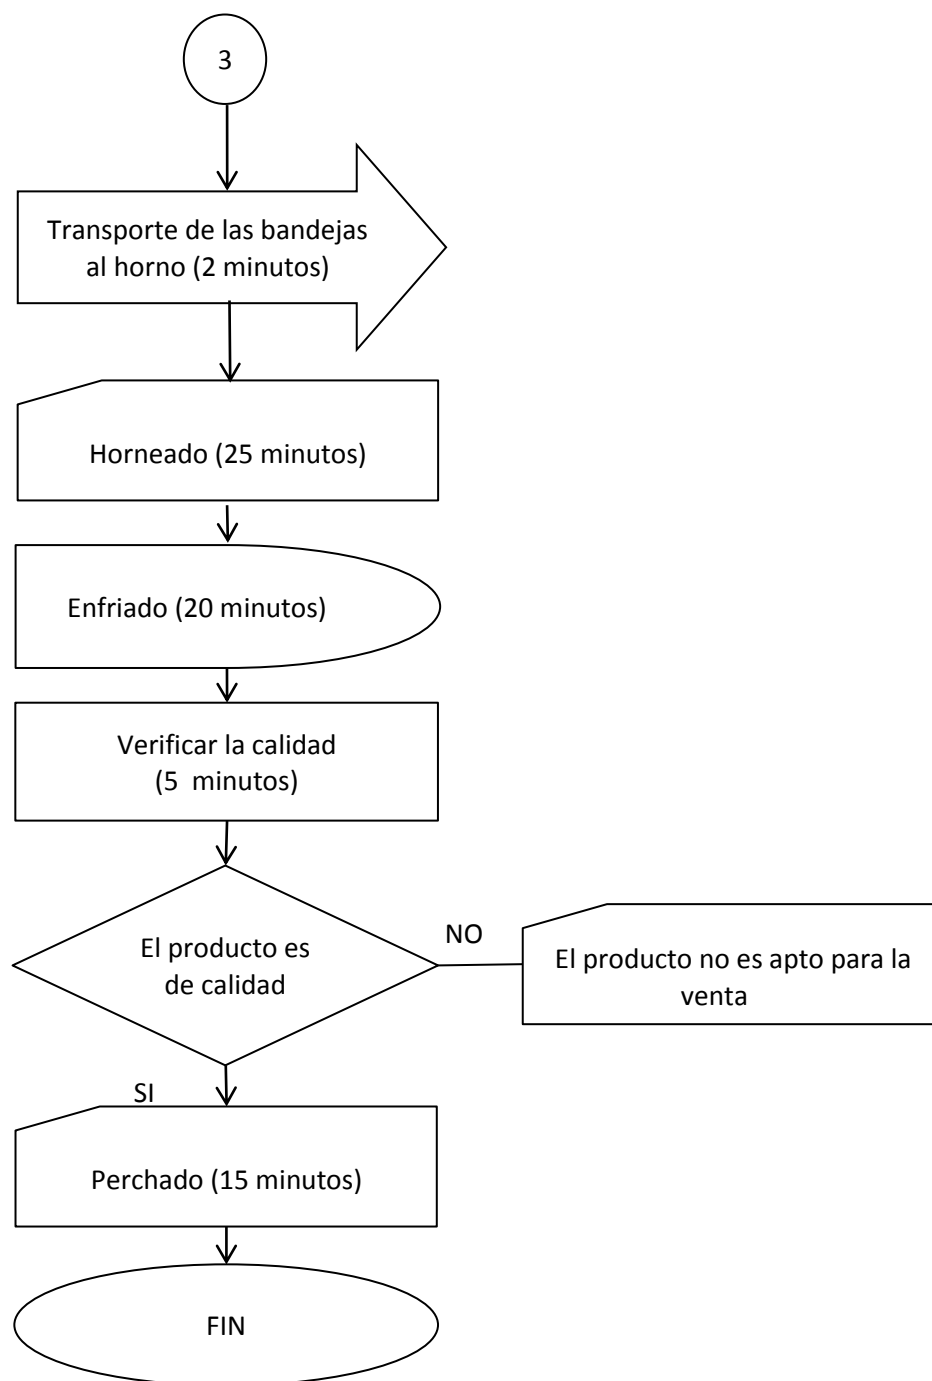 3
Transporte de las bandejas
al horno (2 minutos)
Horneado (25 minutos)
Enfriado (20 minutos)
Verificar la calidad
(5  minutos)
El producto es
de calidad
NO
El producto no es apto para la
venta
SI
Perchado (15 minutos)
FIN